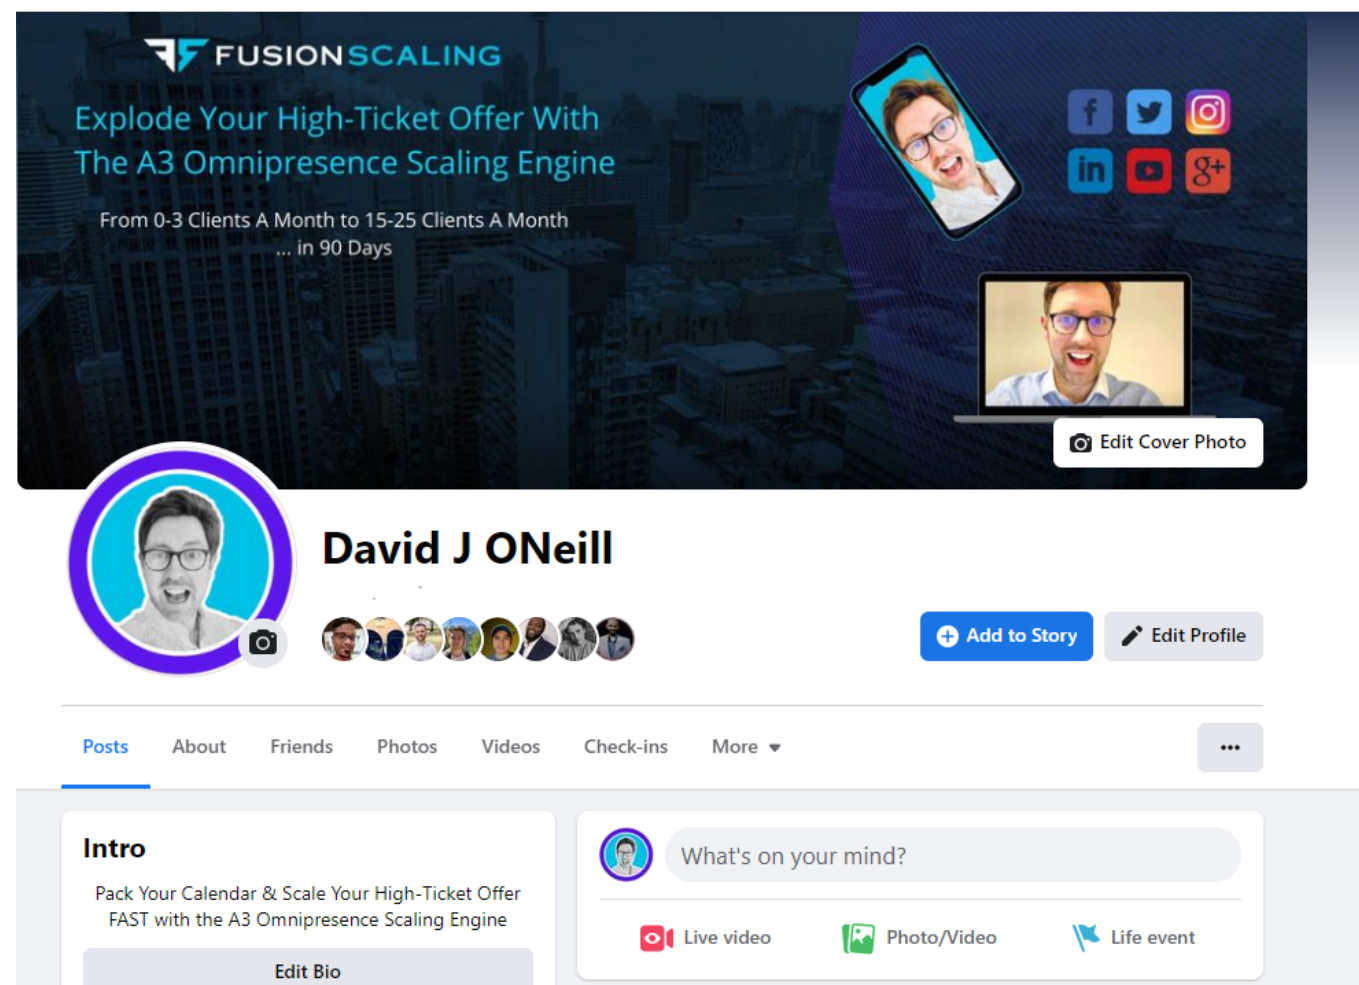 FUSIONSCALING
Explode Your High-Ticket Offer With
The A3 Omnipresence Scaling Engine
From 0-3 Clients A Month to 15-25 Clients A Month
... in 90 Days
f
in
g+
Edit Cover Photo
David J ONeill
Add to Story
Edit Profile
Posts About Friends Photos Videos Check-ins More
Intro
Pack Your Calendar & Scale Your High-Ticket Offer
FAST with the A3 Omnipresence Scaling Engine
Edit Bio
What's on your mind?
Live video Photo/Video Life event